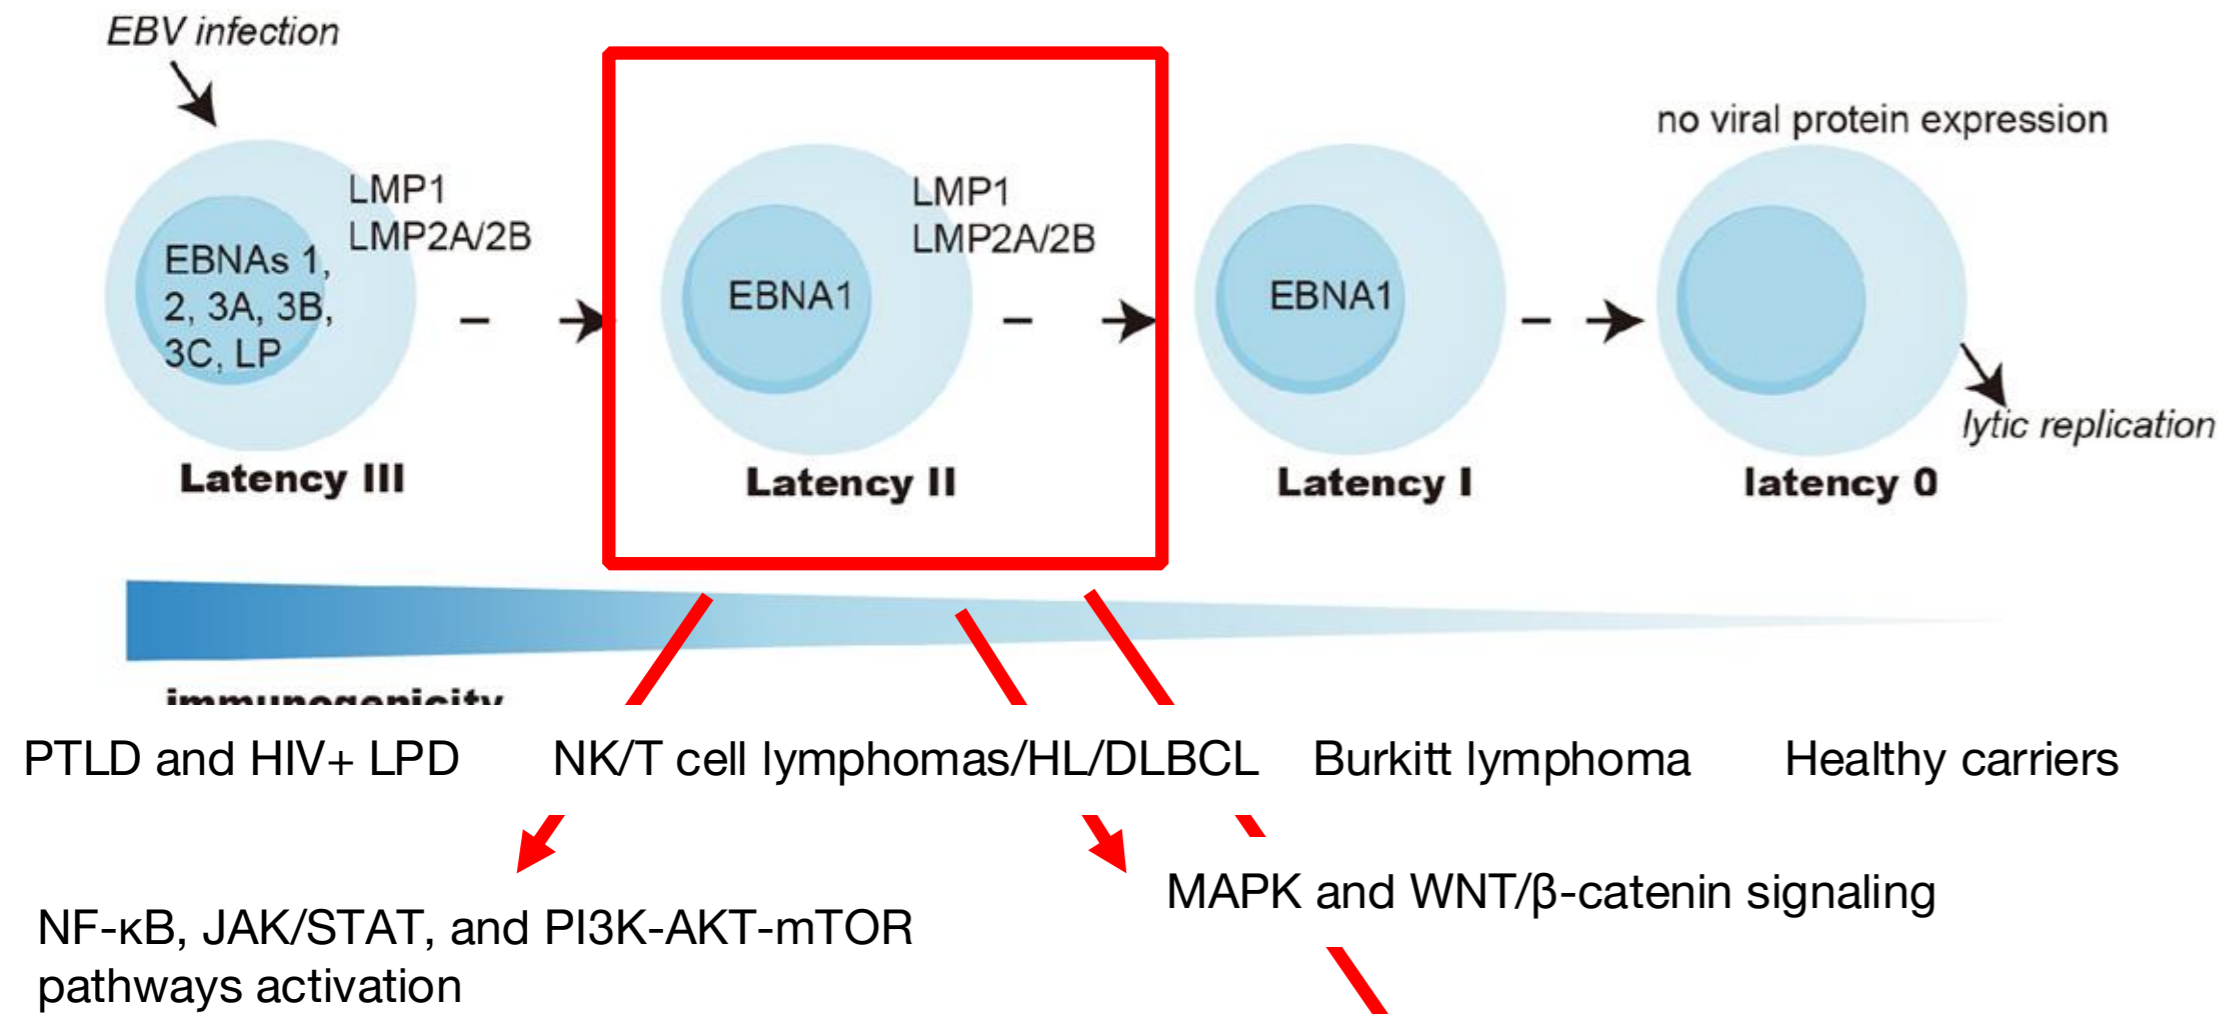 EBV infection
no viral protein expression
LMP1
LMP2A/2B
EBNAs 1,
2, 3A, 3B,
3C, LP
LMP1
LMP2A/2B
EBNA1
EBNA1
lytic replication
Latency III
Latency II
Latency I
latency 0
immunogenicity
PTLD and HIV+ LPD
NK/T cell lymphomas/HL/DLBCL
Burkitt lymphoma
Healthy carriers
MAPK and WNT/β-catenin signaling
NF-κB, JAK/STAT, and PI3K-AKT-mTOR
pathways activation